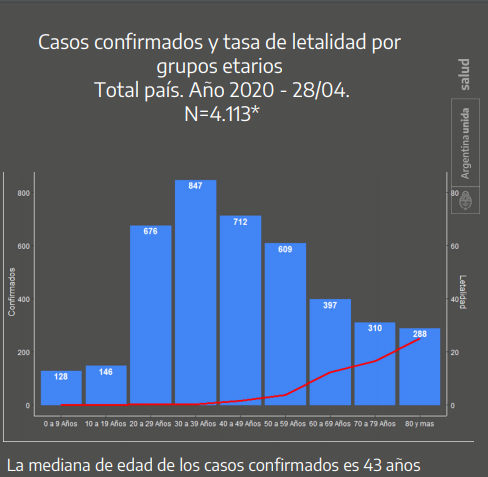 Casos confirmados y tasa de letalidad por
grupos etarios
Total país. Año 2020 - 28/04.
N=4.113*
salud
Argentina unida
800
600
400
200
0
Confirmados
128
146
676
847
712
609
397
310
288
80
60
40
20
0
Letalidad
0 a 9 Años
10 a 19 Años
20 a 29 Años
30 a 39 Años
40 a 49 Años
50 a 59 Años
60 a 69 Años
70 a 79 Años
80 y mas
La mediana de edad de los casos confirmados es 43 años